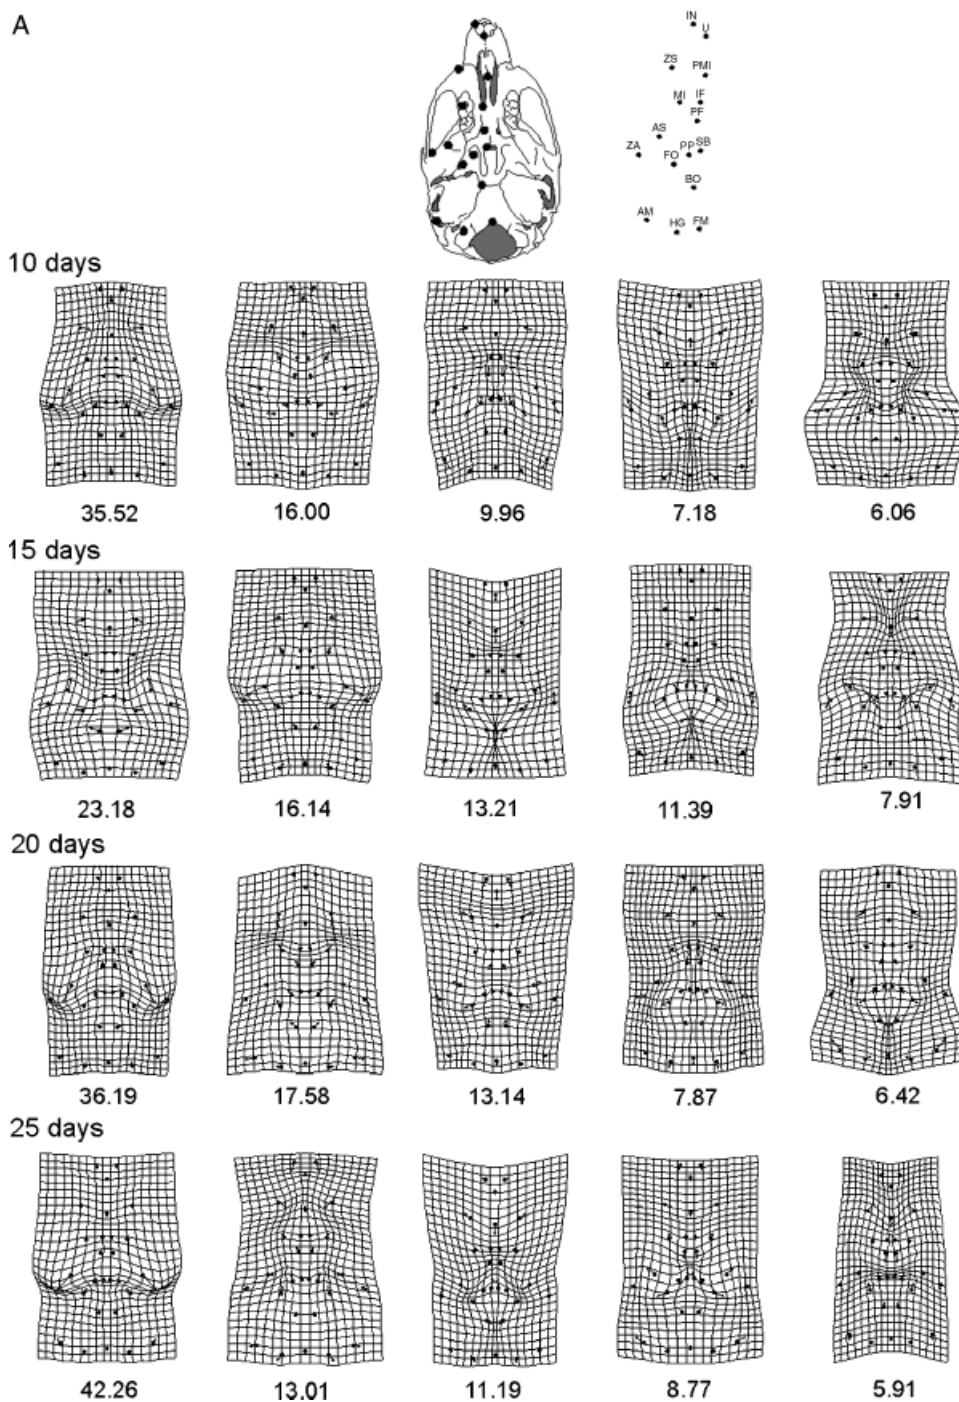 A
IN
U
ZS
PMI
MI
IF
PF
AS
ZA
FO
PP
SB
BO
AM
HG
FM
10 days
35.52
16.00
9.96
7.18
6.06
15 days
23.18
16.14
13.21
11.39
7.91
20 days
36.19
17.58
13.14
7.87
6.42
25 days
42.26
13.01
11.19
8.77
5.91